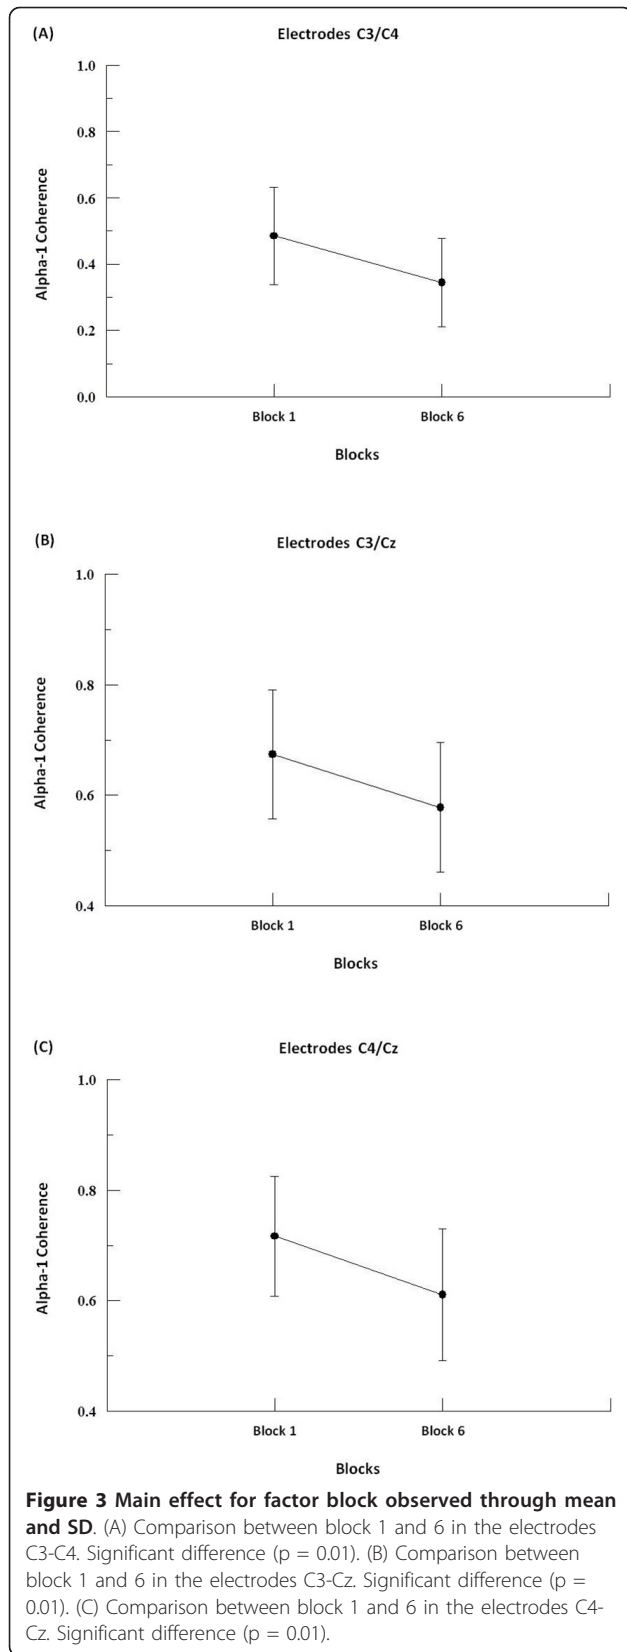 (A)
Electrodes C3/C4
1.0
0.8
0.6
0.4
0.2
0.0
Alpha-1 Coherence
Block 1 Block 6
Blocks
(B)
Electrodes C3/Cz
1.0
0.8
0.6
0.4
Alpha-1 Coherence
Block 1 Block 6
Blocks
(C)
Electrodes C4/Cz
1.0
0.8
0.6
0.4
Alpha-1 Coherence
Block 1 Block 6
Blocks
Figure 3 Main effect for factor block observed through mean
and SD. (A) Comparison between block 1 and 6 in the electrodes
C3-C4. Significant difference (p = 0.01). (B) Comparison between
block 1 and 6 in the electrodes C3-Cz. Significant difference (p =
0.01). (C) Comparison between block 1 and 6 in the electrodes C4-
Cz. Significant difference (p = 0.01).